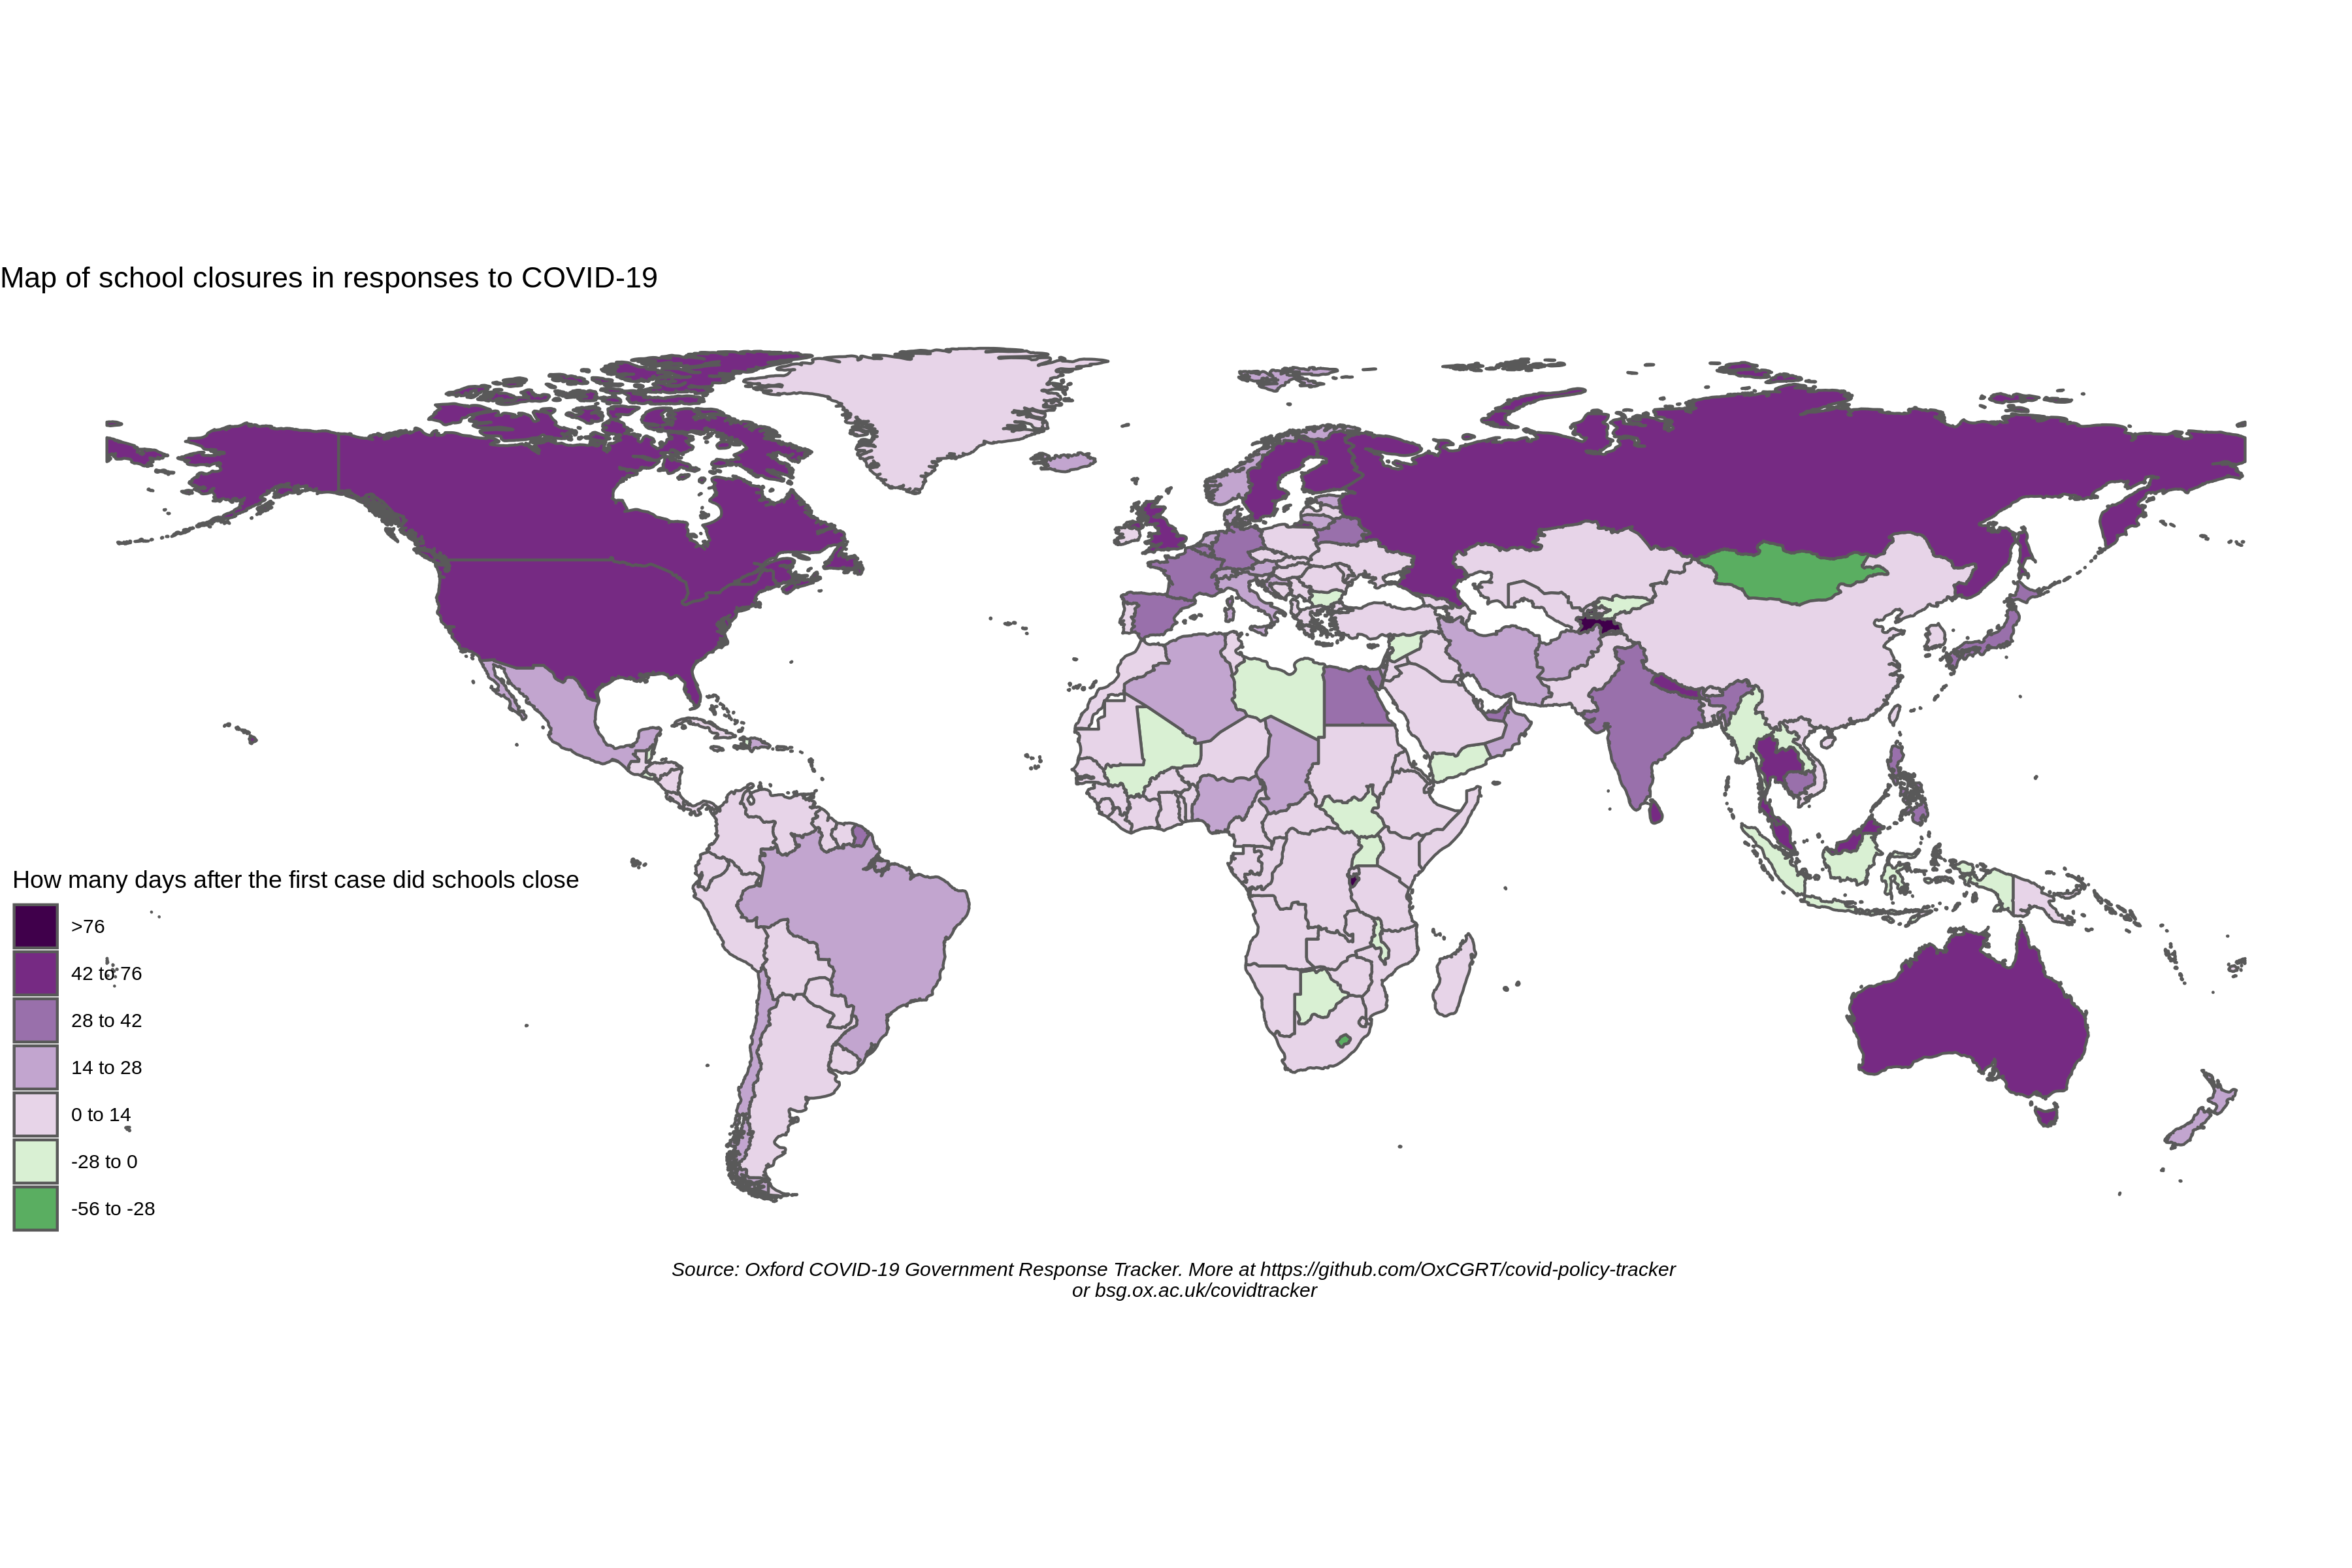 Map of school closures in responses to COVID-19
How many days after the first case did schools close
>76
42 to 76
28 to 42
14 to 28
0 to 14
-28 to 0
-56 to -28
Source: Oxford COVID-19 Government Response Tracker. More at https://github.com/OxCGRT/covid-policy-tracker
or bsg.ox.ac.uk/covidtracker